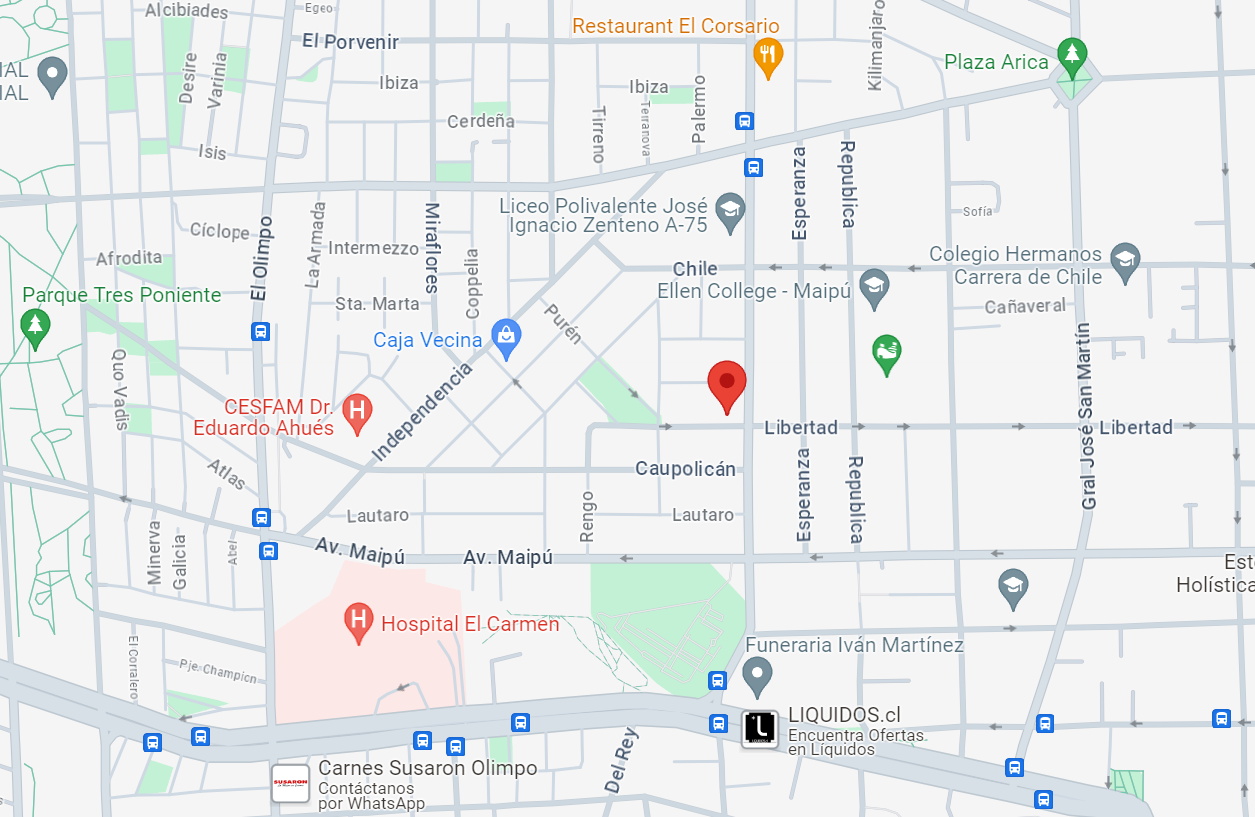 Egeo
Alcibiades
Restaurant El Corsario
El Porvenir
Kilimanjaro
Plaza Arica
IAL
IAL
Desire
Varinia
Ibiza
Ibiza
Palermo
Terranova
Tirreno
Cerdeña
Isis
Esperanza
Republica
Liceo Polivalente José
Ignacio Zenteno A-75
Sofía
La Armada
Miraflores
Cíclope
Intermezzo
El Olimpo
Afrodita
Coppelia
Chile
Colegio Hermanos
Carrera de Chile
Ellen College - Maipú
Parque Tres Poniente
Sta. Marta
Cañaveral
Purén
Caja Vecina
Quo Vadis
Independencia
Gral José San Martín
CESFAM Dr.
Eduardo Ahués
Libertad
Libertad
Atlas
Caupolicán
Esperanza
Republica
Rengo
Lautaro
Lautaro
Minerva
Galicia
Abel
Av. Maipú
Av. Maipú
Este
Holística
Hospital El Carmen
El Corralero
Pje. Champion
Funeraria Iván Martínez
LIQUIDOS.cl
Encuentra Ofertas
en Líquidos
Del Rey
SUSARON
Carnes Susaron Olimpo
Contáctanos
por WhatsApp